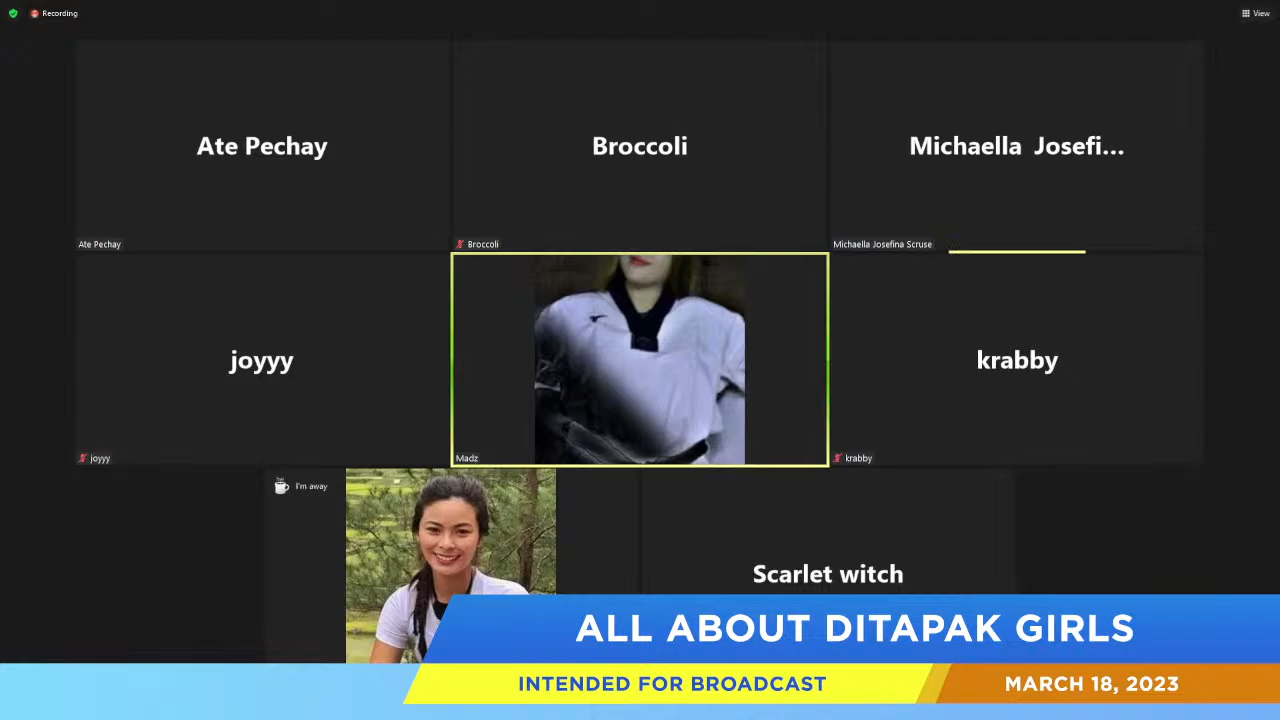 Recording
View
Ate Pechay
Broccoli
Michaella Josefi...
Ate Pechay
Broccoli
Michaella Josefina Scruse
joyyy
krabby
joyyy
Madz
krabby
I'm away
Scarlet witch
ALL ABOUT DITAPAK GIRLS
INTENDED FOR BROADCAST
MARCH 18, 2023